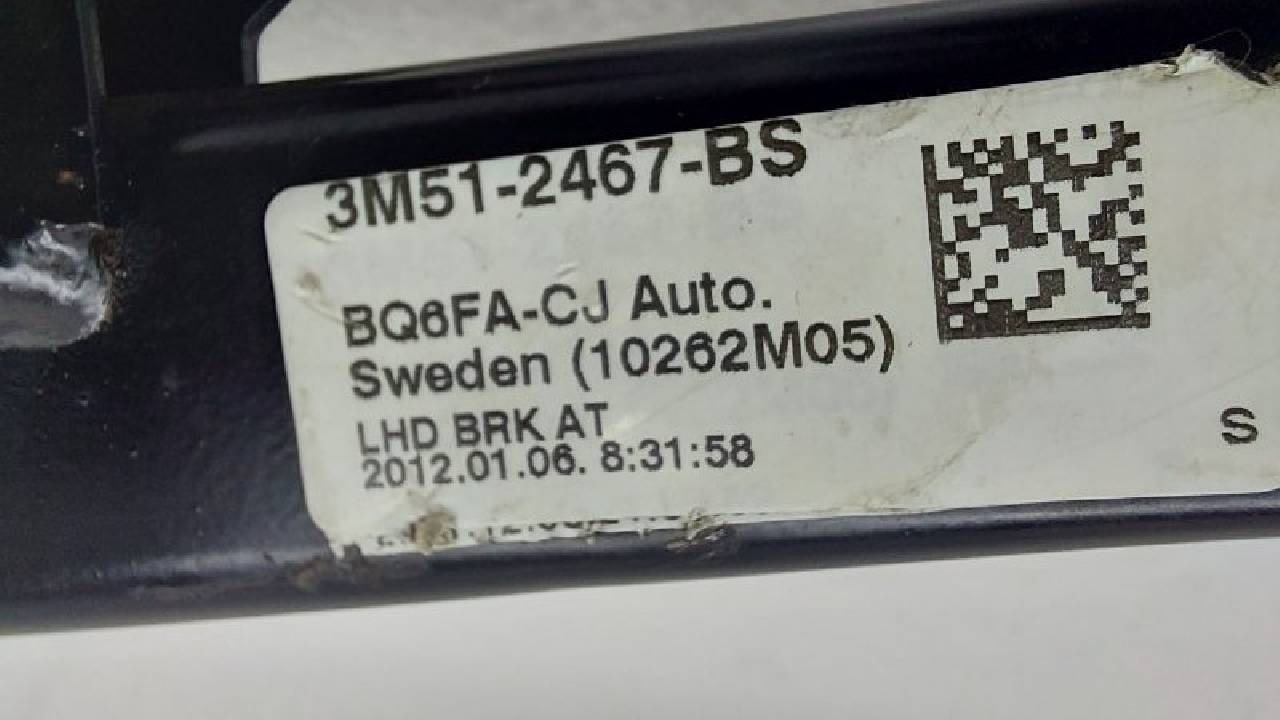 3M51-2467-BS
BQ6FA-CJ Auto.
Sweden (10262M05)
LHD BRK AT
2012.01.06. 8:31:58
S